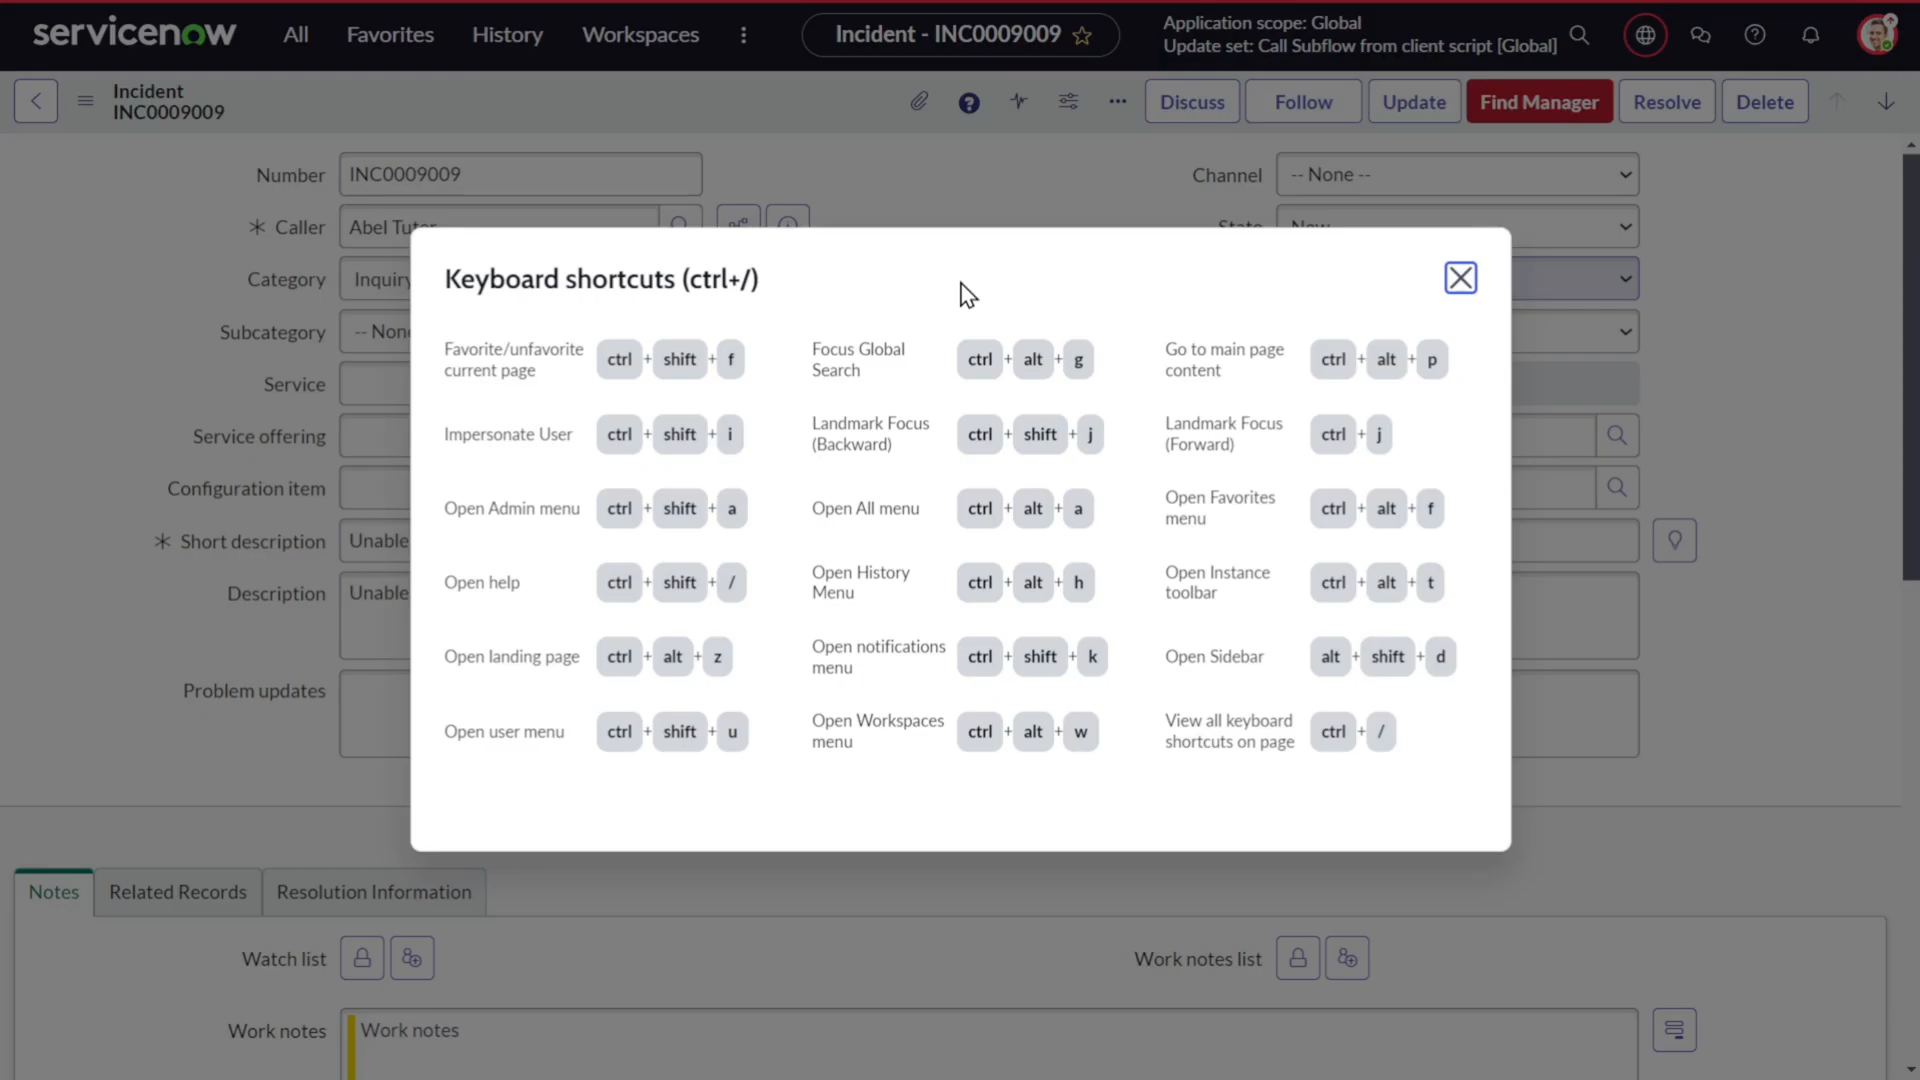 servicenow
All
Favorites
History
Workspaces
Incident - INC0009009
Application scope: Global
Update set: Call Subflow from client script [Global]
Incident
INC0009009
Discuss
Follow
Update
Find Manager
Resolve
Delete
Number
INC0009009
Channel
-- None --
Caller
Abel Tuter
State
New
Category
Inquiry
Subcategory
-- None
Service
Service offering
Configuration item
Short description
Unable
Description
Unable
Problem updates
Keyboard shortcuts (ctrl+/)
Favorite/unfavorite
current page
ctrl + shift + f
Focus Global
Search
ctrl + alt + g
Go to main page
content
ctrl + alt + p
Impersonate User
ctrl + shift + i
Landmark Focus
(Backward)
ctrl + shift + j
Landmark Focus
(Forward)
ctrl + j
Open Admin menu
ctrl + shift + a
Open All menu
ctrl + alt + a
Open Favorites
menu
ctrl + alt + f
Open help
ctrl + shift + /
Open History
Menu
ctrl + alt + h
Open Instance
toolbar
ctrl + alt + t
Open landing page
ctrl + alt + z
Open notifications
menu
ctrl + shift + k
Open Sidebar
alt + shift + d
Open user menu
ctrl + shift + u
Open Workspaces
menu
ctrl + alt + w
View all keyboard
shortcuts on page
ctrl + /
Notes
Related Records
Resolution Information
Watch list
Work notes list
Work notes
Work notes